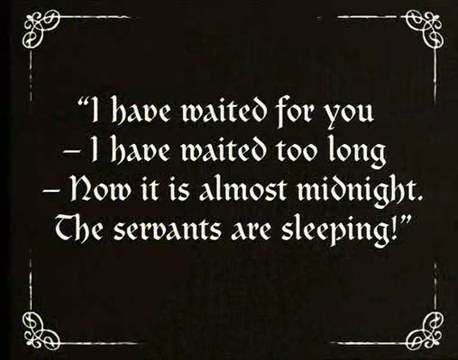 “I have waited for you
– I have waited too long
– Now it is almost midnight.
The servants are sleeping!”